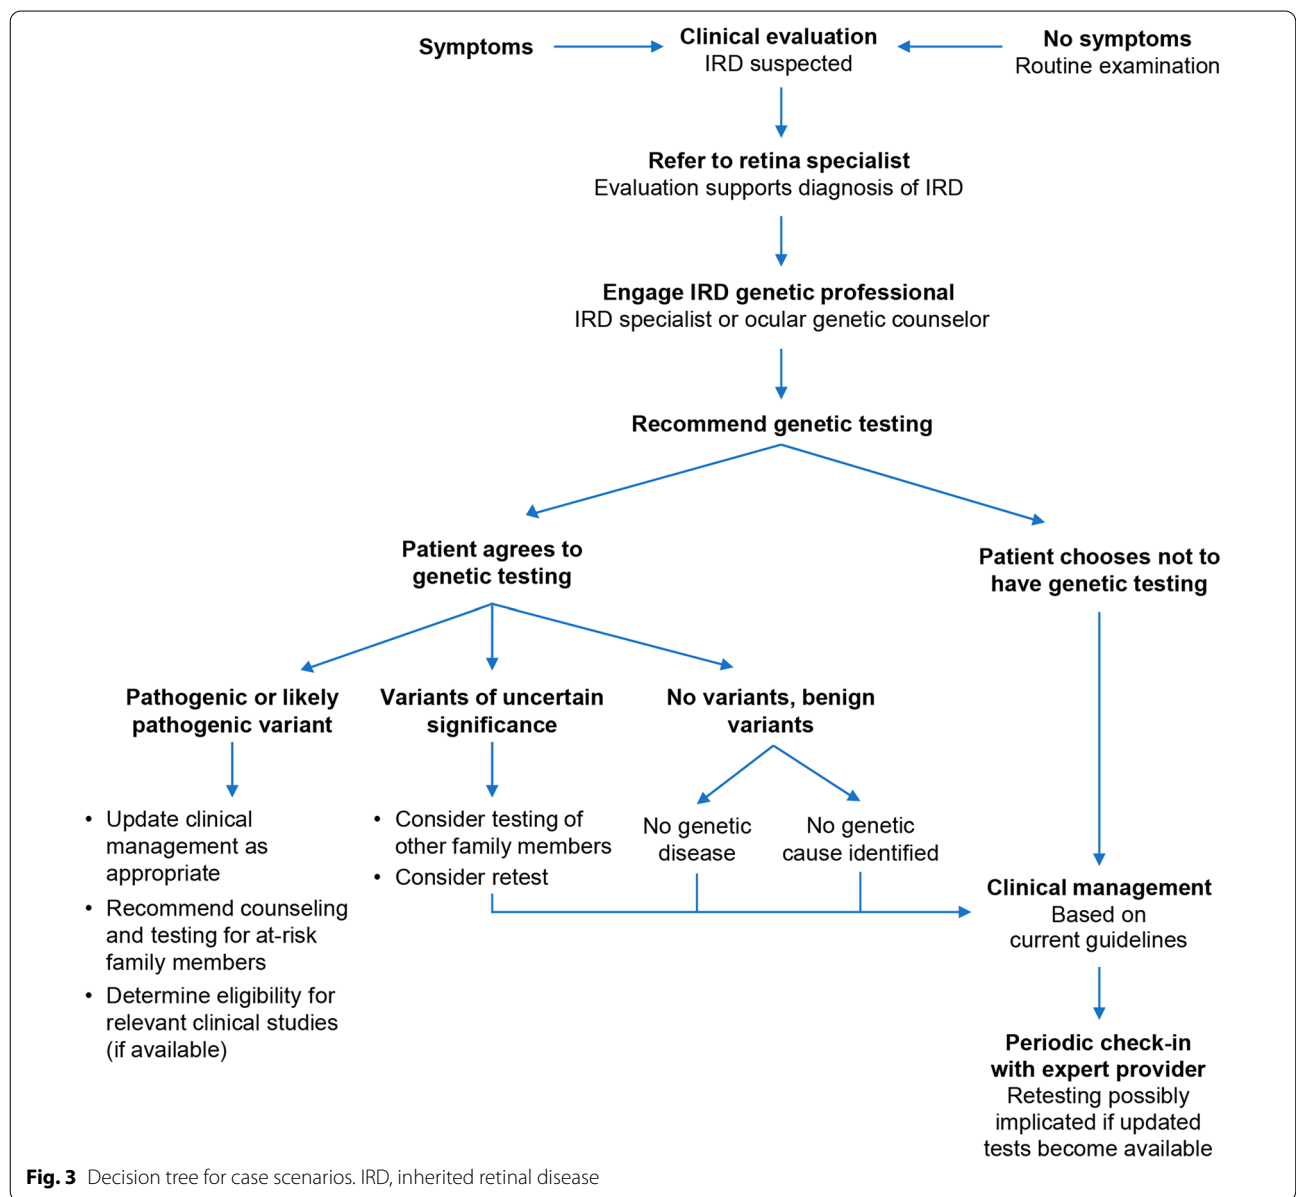 Symptoms
Clinical evaluation
IRD suspected
No symptoms
Routine examination
Refer to retina specialist
Evaluation supports diagnosis of IRD
Engage IRD genetic professional
IRD specialist or ocular genetic counselor
Recommend genetic testing
Patient agrees to
genetic testing
Patient chooses not to
have genetic testing
Pathogenic or likely
pathogenic variant
Variants of uncertain
significance
No variants, benign
variants
• Update clinical
management as
appropriate
• Recommend counseling
and testing for at-risk
family members
• Determine eligibility for
relevant clinical studies
(if available)
• Consider testing of
other family members
• Consider retest
No genetic
disease
No genetic
cause identified
Clinical management
Based on
current guidelines
Periodic check-in
with expert provider
Retesting possibly
implicated if updated
tests become available
Fig. 3 Decision tree for case scenarios. IRD, inherited retinal disease